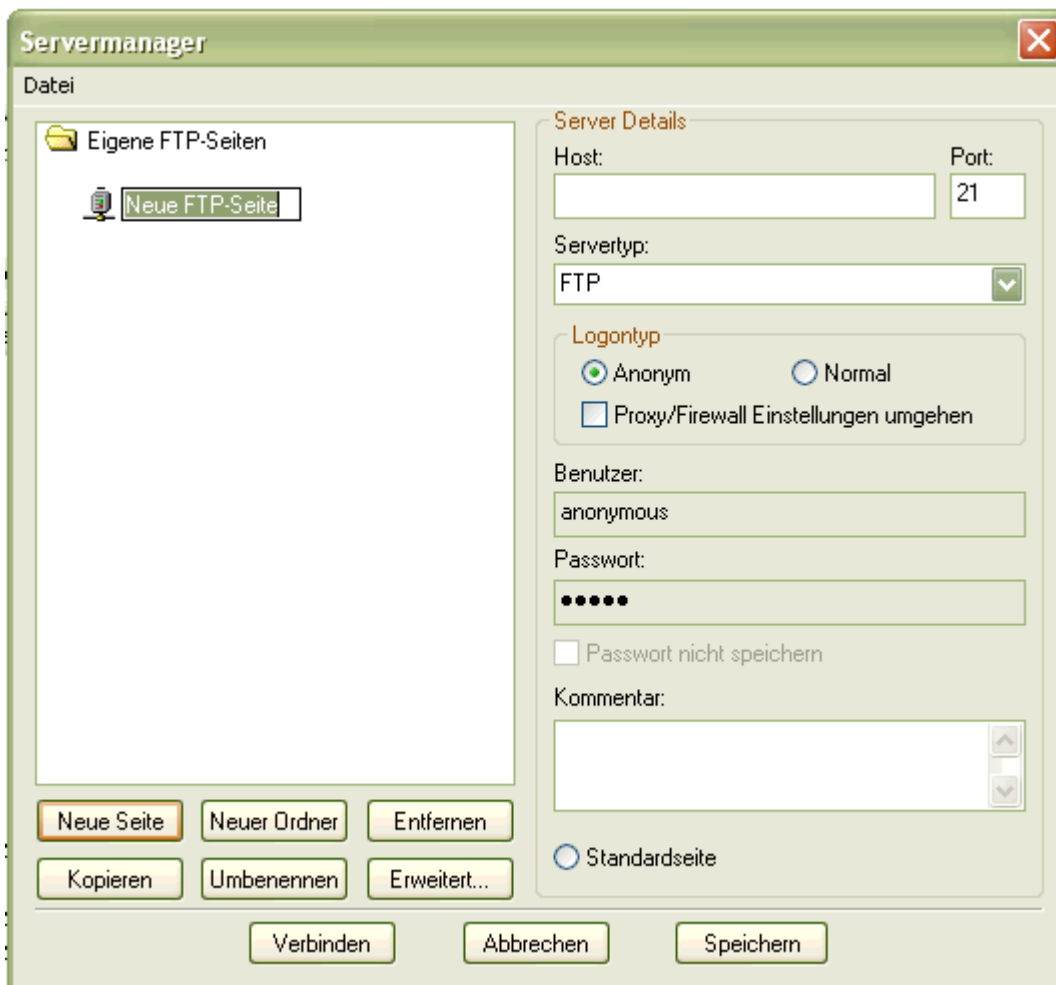 Servermanager
Datei
Eigene FTP-Seiten
Neue FTP-Seite
Neue Seite
Neuer Ordner
Entfernen
Kopieren
Umbenennen
Erweitert...
Server Details
Host:
Port:
21
Servertyp:
FTP
Logontyp
Anonym
Normal
Proxy/Firewall Einstellungen umgehen
Benutzer:
anonymous
Passwort:
•••••
Passwort nicht speichern
Kommentar:
Standardseite
Verbinden
Abbrechen
Speichern